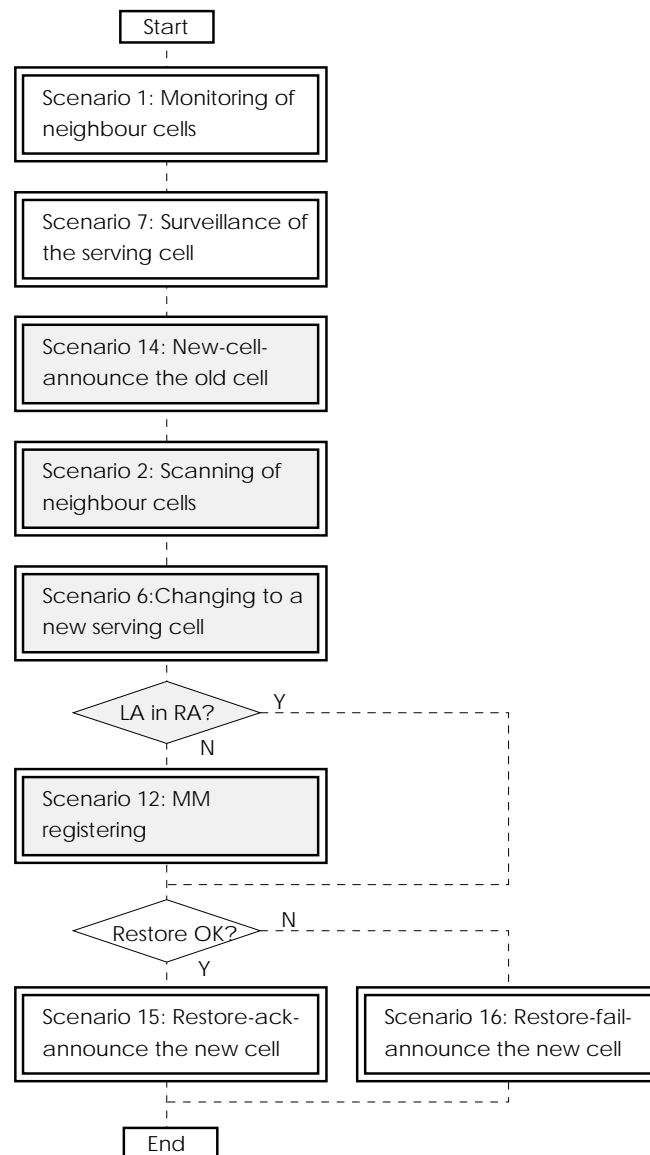 Start
Scenario 1: Monitoring of
neighbour cells
Scenario 7: Surveillance of
the serving cell
Scenario 14: New-cell-
announce the old cell
Scenario 2: Scanning of
neighbour cells
Scenario 6:Changing to a
new serving cell
LA in RA?
Y
N
Scenario 12: MM
registering
Restore OK?
N
Y
Scenario 15: Restore-ack-
announce the new cell
Scenario 16: Restore-fail-
announce the new cell
End